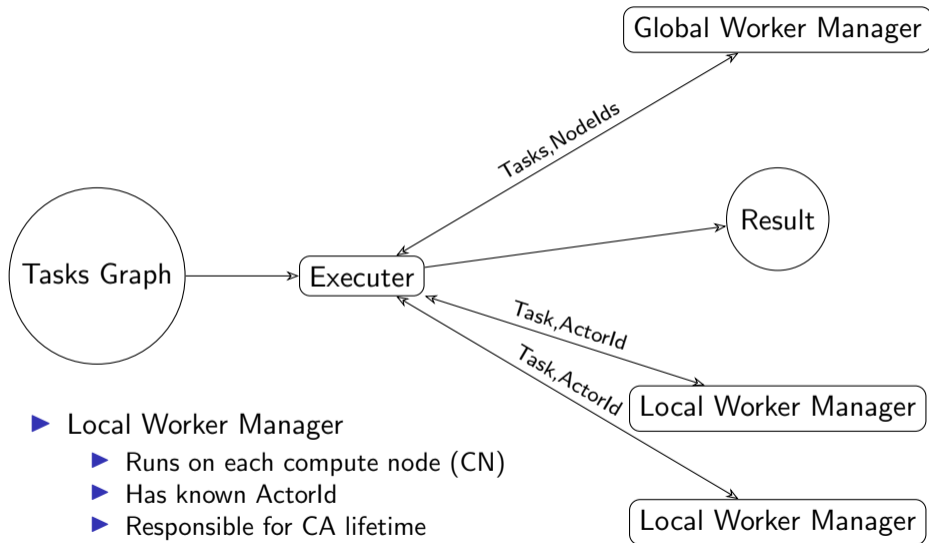 Global Worker Manager
Tasks,NodeIds
Result
Tasks Graph
Executer
Task,ActorId
Task,ActorId
Local Worker Manager
Local Worker Manager
▶ Local Worker Manager
▶ Runs on each compute node (CN)
▶ Has known ActorId
▶ Responsible for CA lifetime